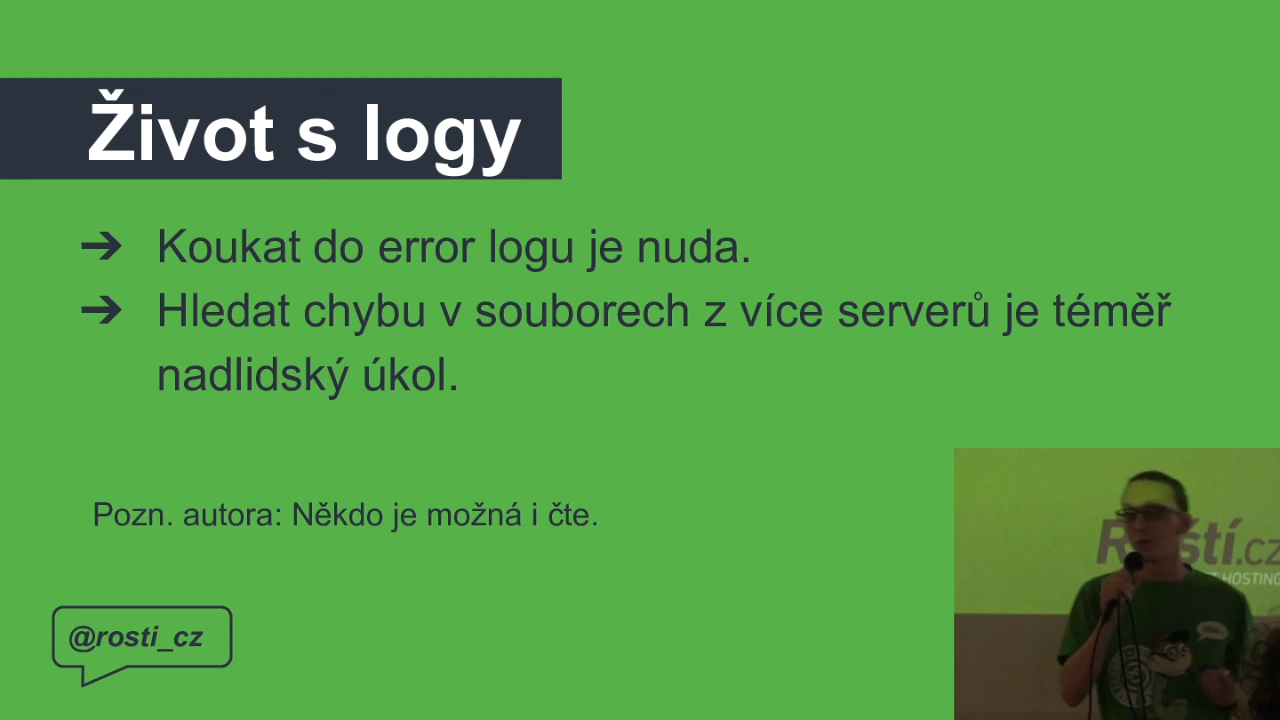 Život s logy
➔ Koukat do error logu je nuda.
➔ Hledat chybu v souborech z více serverů je téměř
nadlidský úkol.
Pozn. autora: Někdo je možná i čte.
@rosti_cz
.cz
HOSTING